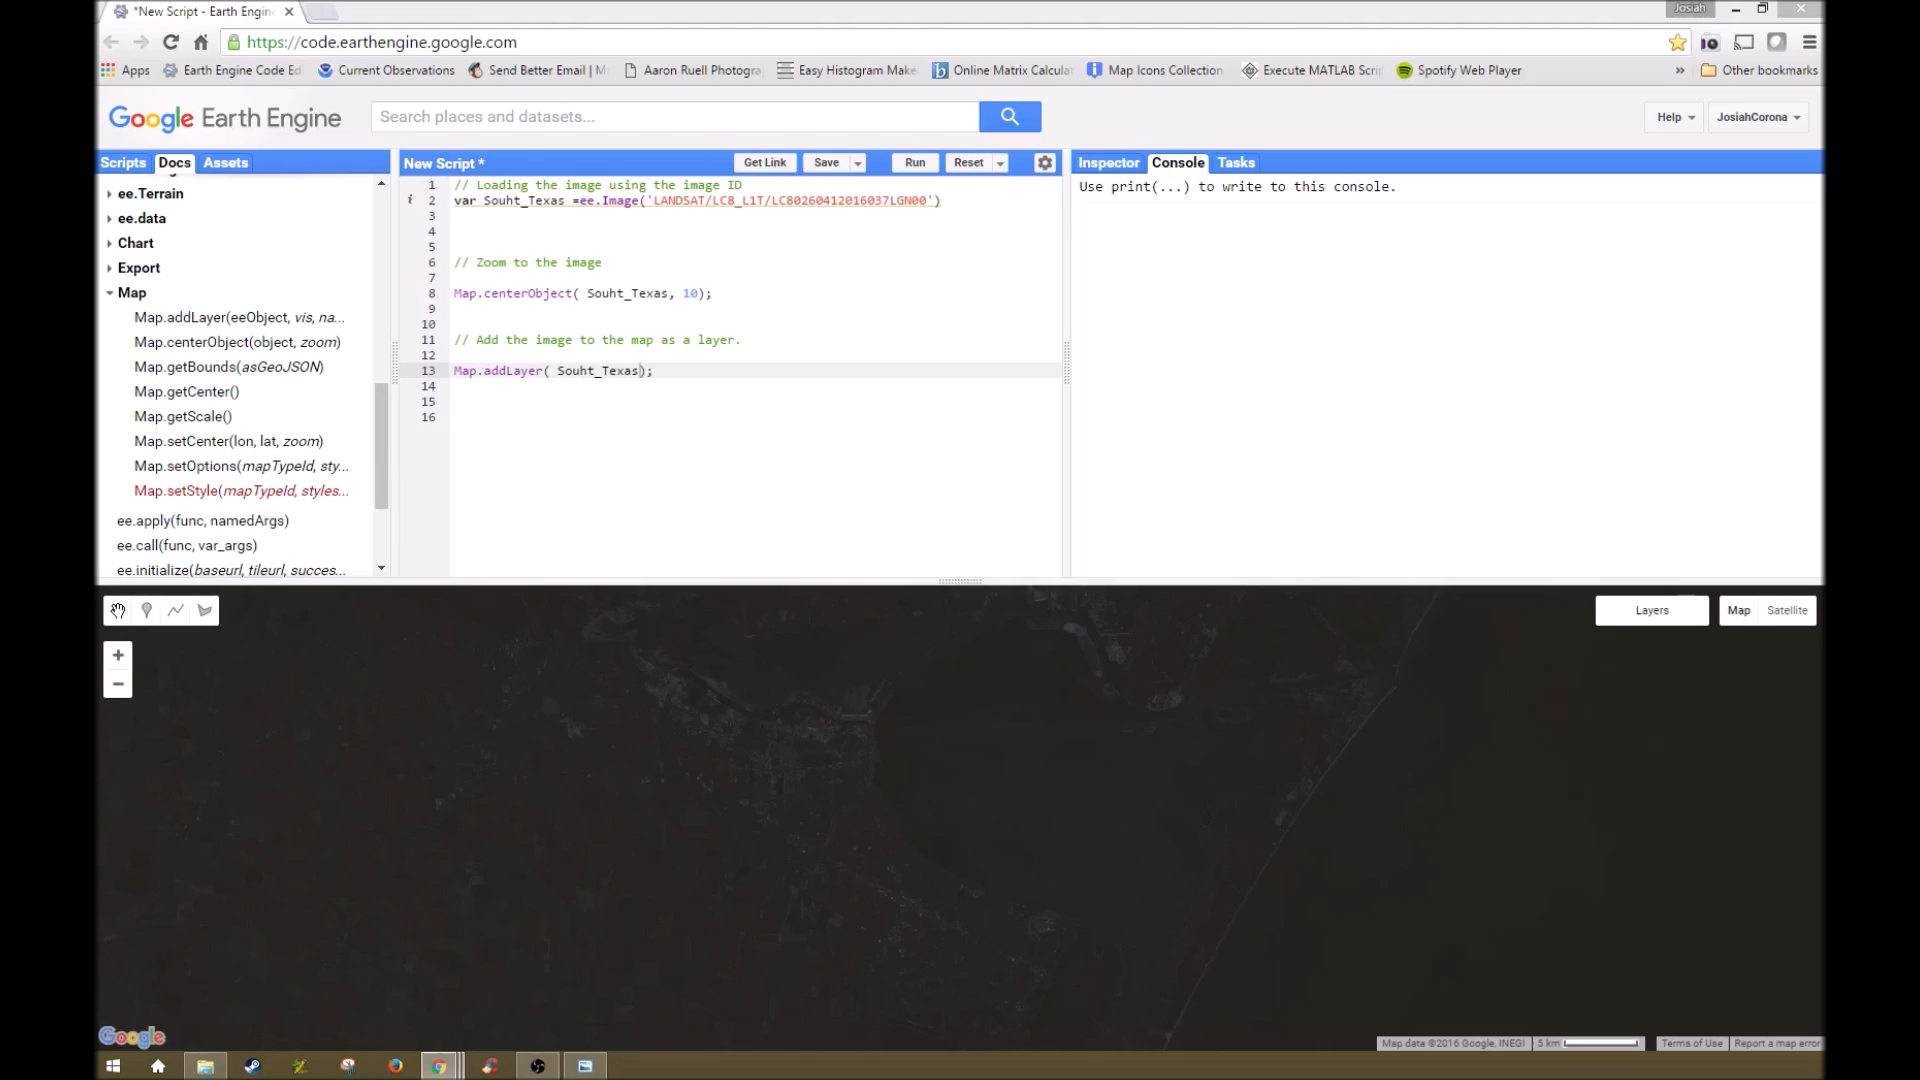 *New Script - Earth Engin
Josiah
https://code.earthengine.google.com
Apps Earth Engine Code Ed Current Observations Send Better Email | M Aaron Ruell Photogra Easy Histogram Make Online Matrix Calcula Map Icons Collection Execute MATLAB Scri Spotify Web Player » Other bookmarks
Google Earth Engine Search places and datasets... Help JosiahCorona
Scripts Docs Assets
ee.Terrain
ee.data
Chart
Export
Map
Map.addLayer(eeObject, vis, na...
Map.centerObject(object, zoom)
Map.getBounds(asGeoJSON)
Map.getCenter()
Map.getScale()
Map.setCenter(lon, lat, zoom)
Map.setOptions(mapTypeId, sty...
Map.setStyle(mapTypeId, styles...
ee.apply(func, namedArgs)
ee.call(func, var_args)
ee.initialize(baseurl, tileurl, succes...
New Script * Get Link Save Run Reset
1 // Loading the image using the image ID
i 2 var Souht_Texas =ee.Image('LANDSAT/LC8_L1T/LC80260412016037LGN00')
3
4
5
6 // Zoom to the image
7
8 Map.centerObject( Souht_Texas, 10);
9
10
11 // Add the image to the map as a layer.
12
13 Map.addLayer( Souht_Texas);
14
15
16
Inspector Console Tasks
Use print(...) to write to this console.
Layers Map Satellite
+
−
Google
Map data ©2016 Google, INEGI 5 km Terms of Use Report a map error